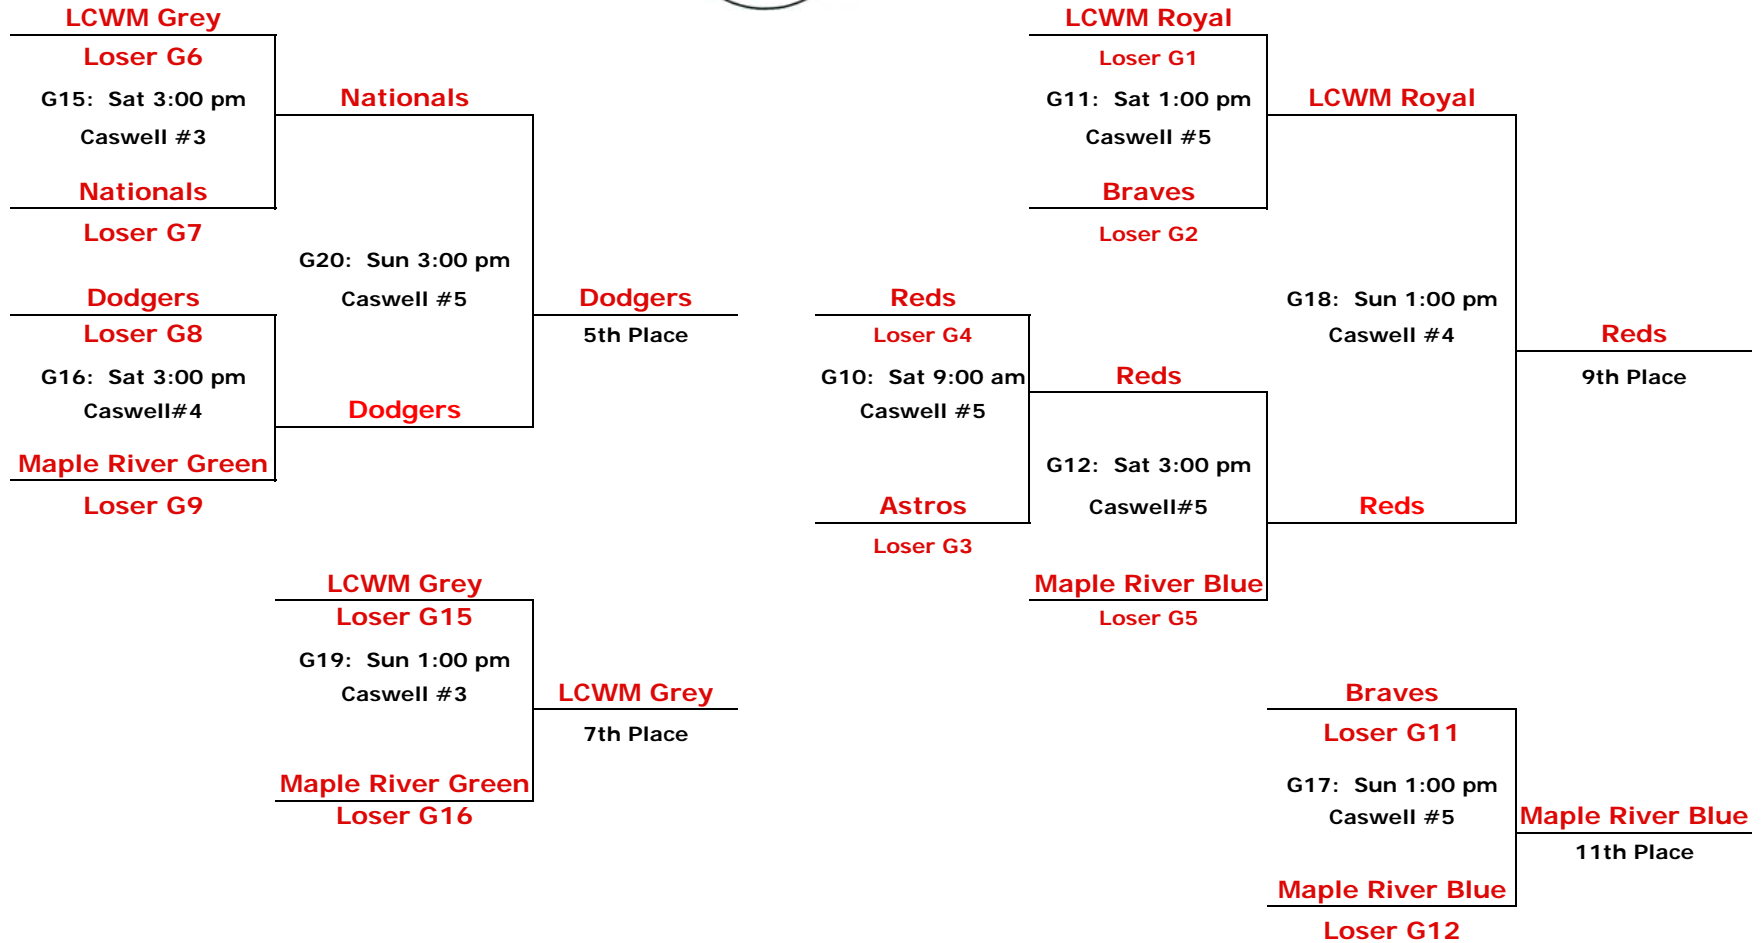 LCWM Grey
Loser G6
G15: Sat 3:00 pm
Caswell #3
Nationals
Nationals
Loser G7
G20: Sun 3:00 pm
Caswell #5
Dodgers
Loser G8
G16: Sat 3:00 pm
Caswell#4
Dodgers
Maple River Green
Loser G9
Dodgers
5th Place
LCWM Grey
Loser G15
G19: Sun 1:00 pm
Caswell #3
LCWM Grey
7th Place
Maple River Green
Loser G16
LCWM Royal
Loser G1
G11: Sat 1:00 pm
Caswell #5
LCWM Royal
Braves
Loser G2
G18: Sun 1:00 pm
Caswell #4
Reds
Loser G4
G10: Sat 9:00 am
Caswell #5
Reds
Reds
9th Place
G12: Sat 3:00 pm
Caswell#5
Astros
Loser G3
Reds
Maple River Blue
Loser G5
Braves
Loser G11
G17: Sun 1:00 pm
Caswell #5
Maple River Blue
11th Place
Maple River Blue
Loser G12